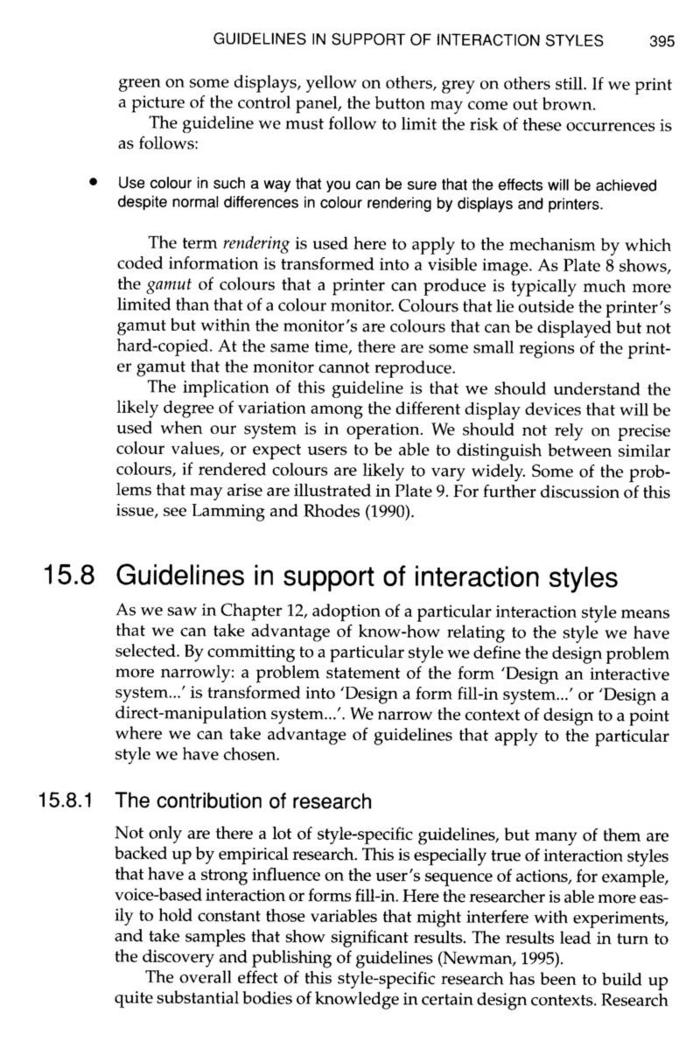 GUIDELINES IN SUPPORT OF INTERACTION STYLES 395
green on some displays, yellow on others, grey on others still. If we print
a picture of the control panel, the button may come out brown.
The guideline we must follow to limit the risk of these occurrences is
as follows:
• Use colour in such a way that you can be sure that the effects will be achieved
despite normal differences in colour rendering by displays and printers.
The term rendering is used here to apply to the mechanism by which
coded information is transformed into a visible image. As Plate 8 shows,
the gamut of colours that a printer can produce is typically much more
limited than that of a colour monitor. Colours that lie outside the printer's
gamut but within the monitor's are colours that can be displayed but not
hard-copied. At the same time, there are some small regions of the print-
er gamut that the monitor cannot reproduce.
The implication of this guideline is that we should understand the
likely degree of variation among the different display devices that will be
used when our system is in operation. We should not rely on precise
colour values, or expect users to be able to distinguish between similar
colours, if rendered colours are likely to vary widely. Some of the prob-
lems that may arise are illustrated in Plate 9. For further discussion of this
issue, see Lamming and Rhodes (1990).
15.8 Guidelines in support of interaction styles
As we saw in Chapter 12, adoption of a particular interaction style means
that we can take advantage of know-how relating to the style we have
selected. By committing to a particular style we define the design problem
more narrowly: a problem statement of the form 'Design an interactive
system...' is transformed into 'Design a form fill-in system...' or 'Design a
direct-manipulation system...'. We narrow the context of design to a point
where we can take advantage of guidelines that apply to the particular
style we have chosen.
15.8.1 The contribution of research
Not only are there a lot of style-specific guidelines, but many of them are
backed up by empirical research. This is especially true of interaction styles
that have a strong influence on the user's sequence of actions, for example,
voice-based interaction or forms fill-in. Here the researcher is able more eas-
ily to hold constant those variables that might interfere with experiments,
and take samples that show significant results. The results lead in turn to
the discovery and publishing of guidelines (Newman, 1995).
The overall effect of this style-specific research has been to build up
quite substantial bodies of knowledge in certain design contexts. Research